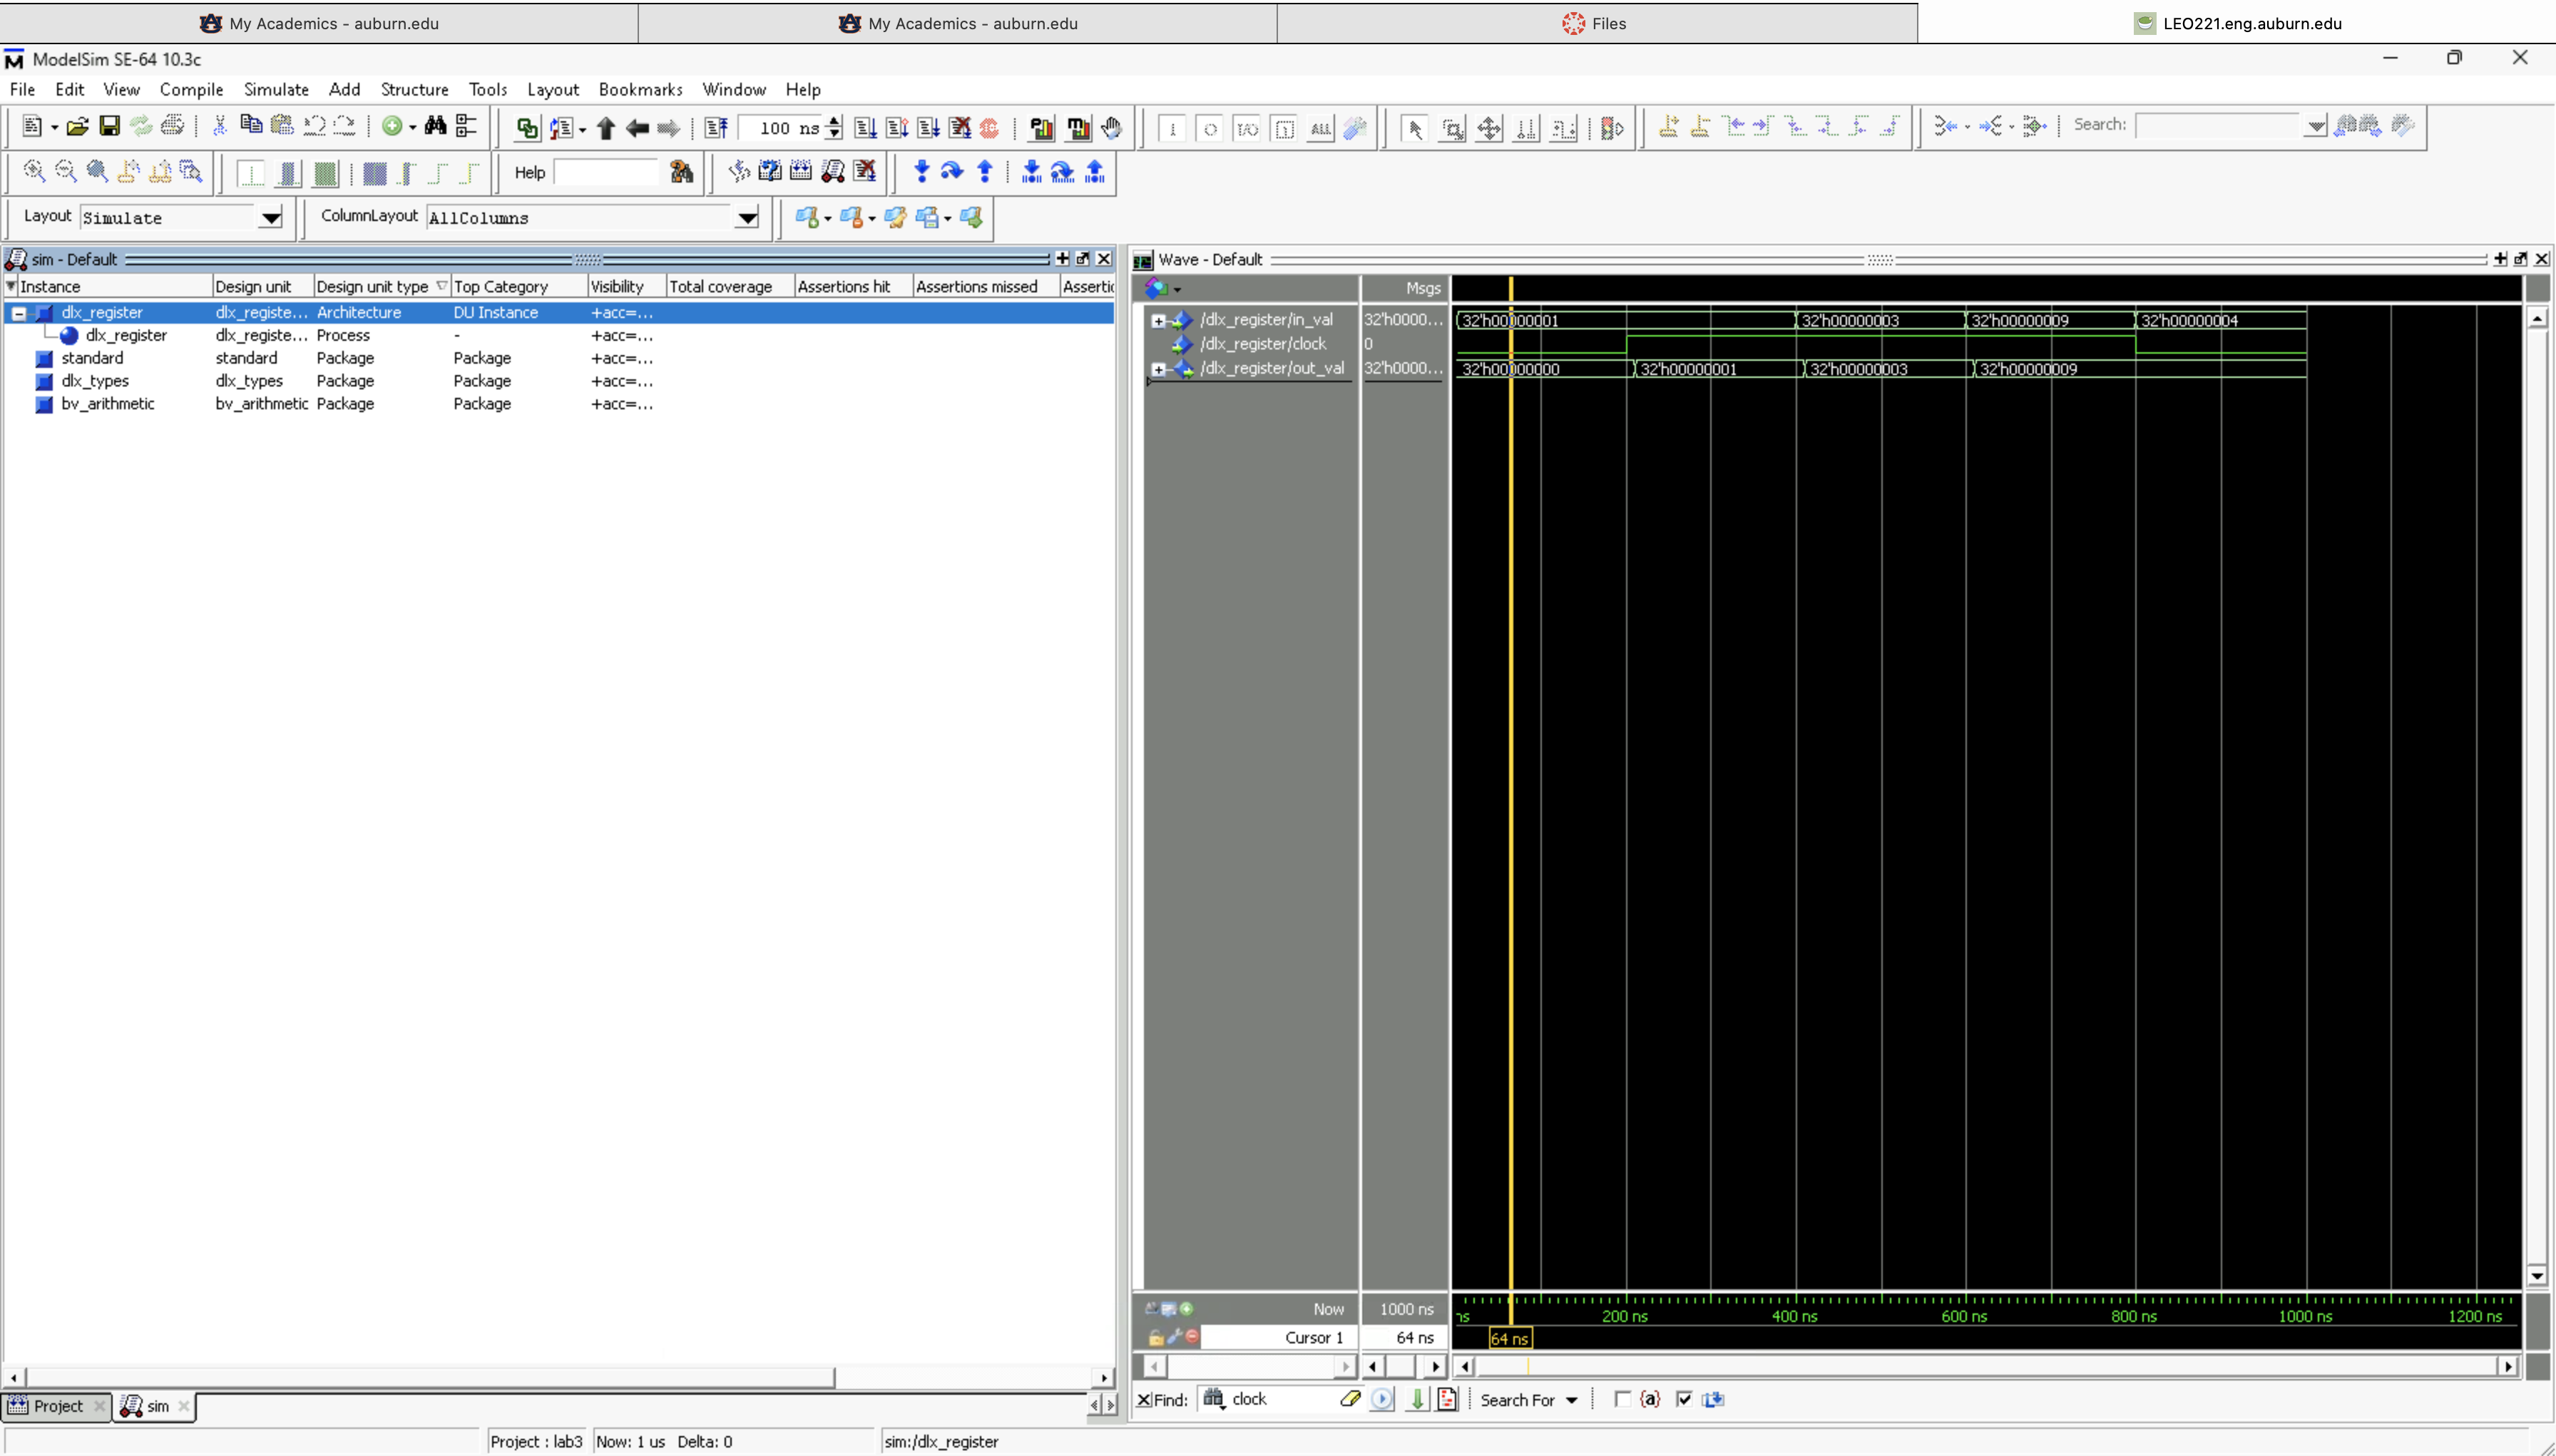 My Academics - auburn.edu My Academics - auburn.edu Files LEO221.eng.auburn.edu
ModelSim SE-64 10.3c
File Edit View Compile Simulate Add Structure Tools Layout Bookmarks Window Help
100 ns I O I/O ALL Search:
Help
Layout Simulate ColumnLayout AllColumns
sim - Default
Instance Design unit Design unit type Top Category Visibility Total coverage Assertions hit Assertions missed Asserti
dlx_register dlx_registe... Architecture DU Instance +acc=...
dlx_register dlx_registe... Process - +acc=...
standard standard Package Package +acc=...
dlx_types dlx_types Package Package +acc=...
bv_arithmetic bv_arithmetic Package Package +acc=...
Wave - Default
Msgs
/dlx_register/in_val 32'h0000... 32'h00000001 32'h00000003 32'h00000009 32'h00000004
/dlx_register/clock 0
/dlx_register/out_val 32'h0000... 32'h00000000 32'h00000001 32'h00000003 32'h00000009
Now 1000 ns ns 200 ns 400 ns 600 ns 800 ns 1000 ns 1200 ns
Cursor 1 64 ns 64 ns
Project sim
Find: clock Search For {a}
Project : lab3 Now: 1 us Delta: 0 sim:/dlx_register